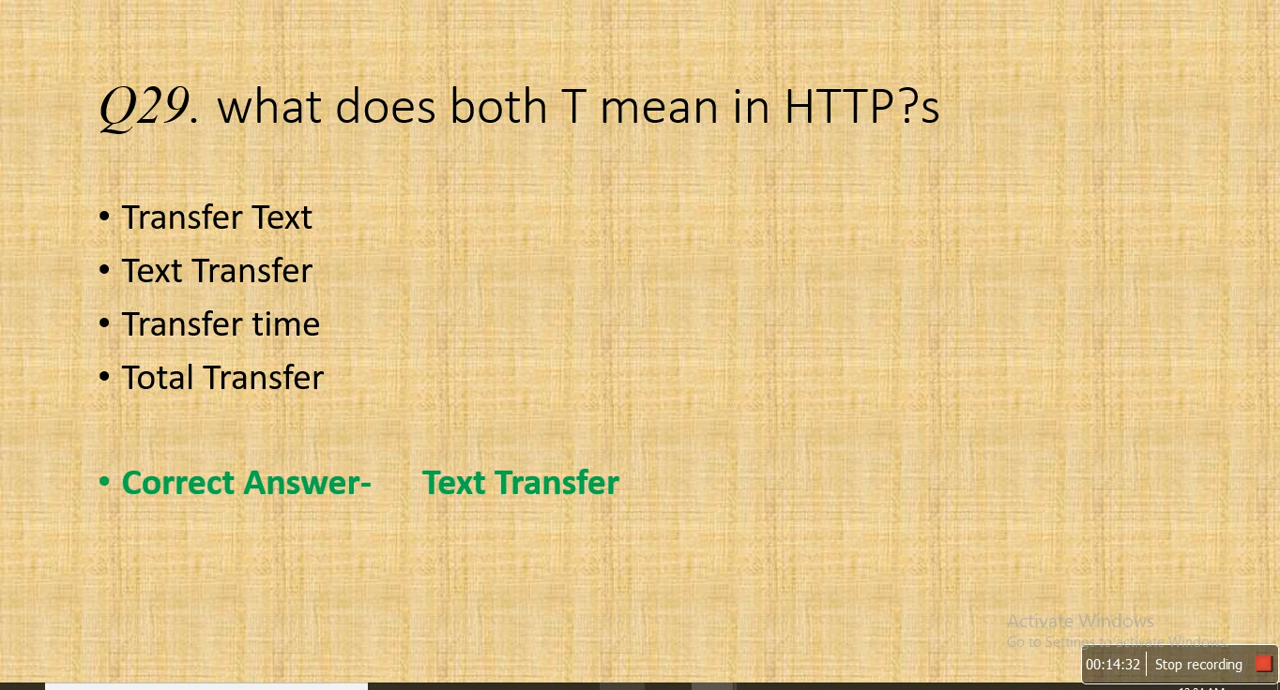 Q29. what does both T mean in HTTP?s
• Transfer Text
• Text Transfer
• Transfer time
• Total Transfer
• Correct Answer- Text Transfer
Activate Windows
Go to Settings to activate Windows.
00:14:32 Stop recording